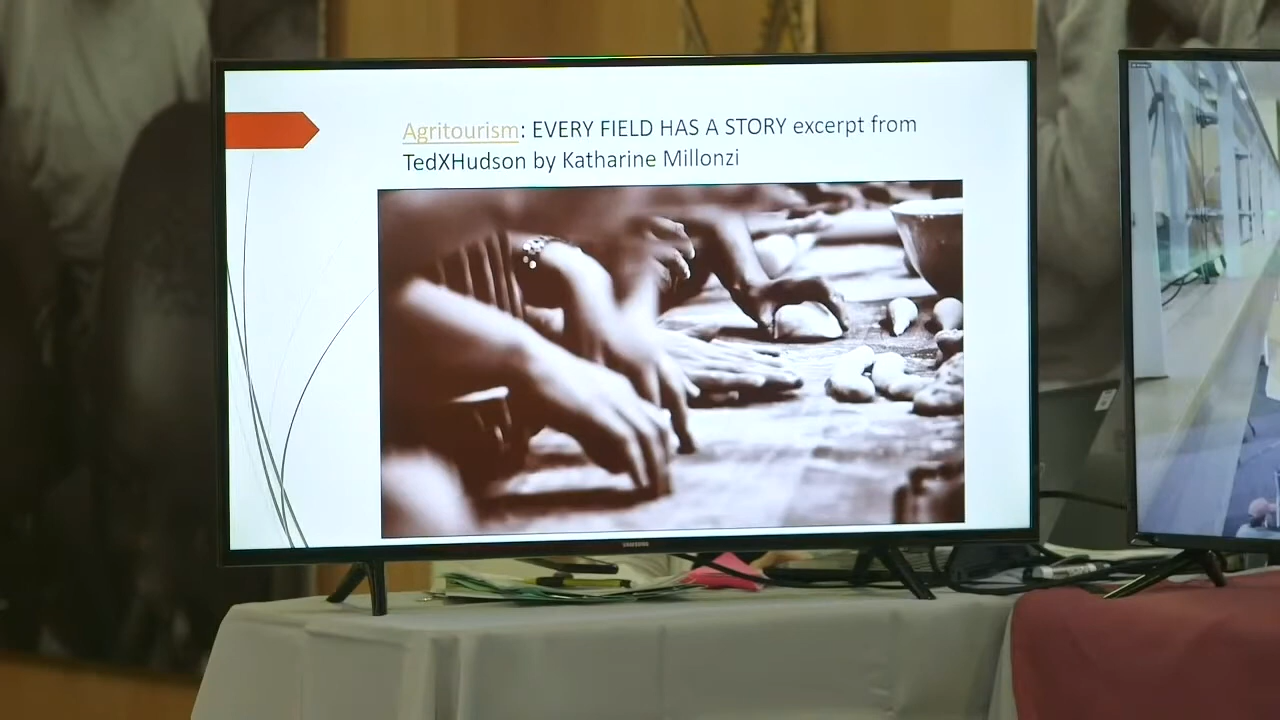 Agritourism: EVERY FIELD HAS A STORY excerpt from
TedXHudson by Katharine Millonzi
SAMSUNG